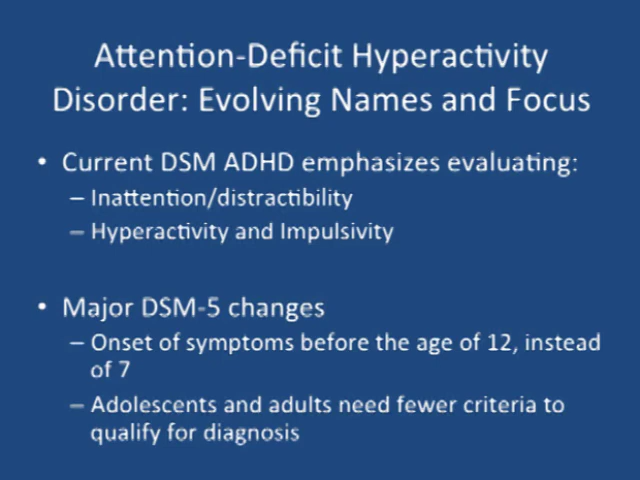 Attention-Deficit Hyperactivity
Disorder: Evolving Names and Focus
• Current DSM ADHD emphasizes evaluating:
– Inattention/distractibility
– Hyperactivity and Impulsivity
• Major DSM-5 changes
– Onset of symptoms before the age of 12, instead
of 7
– Adolescents and adults need fewer criteria to
qualify for diagnosis